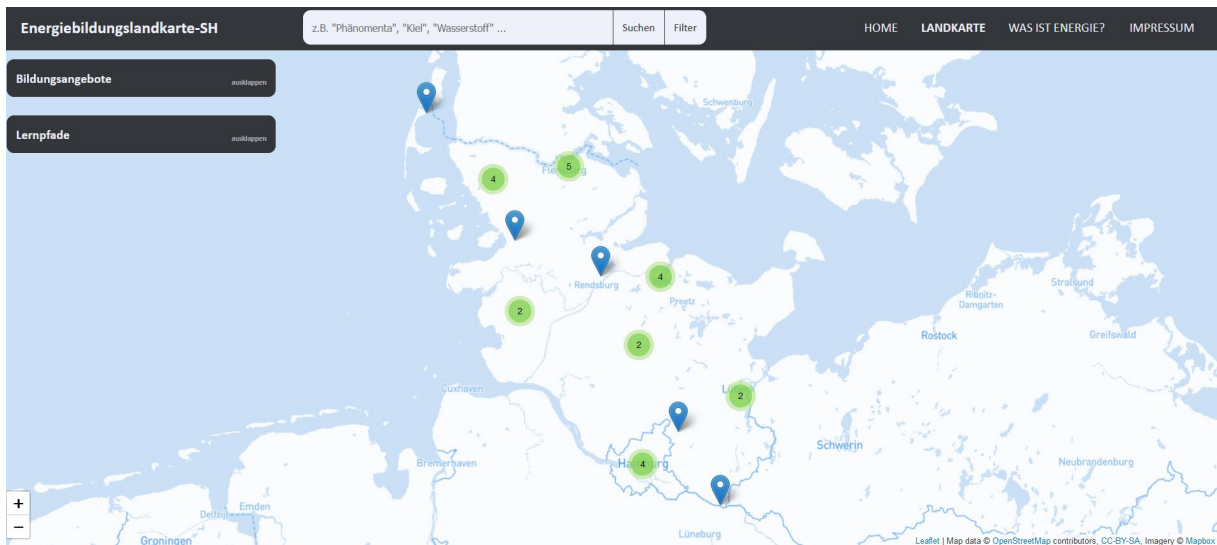 Energiebildungslandkarte-SH
z.B. "Phänomenta", "Kiel", "Wasserstoff" ...
Suchen
Filter
HOME
LANDKARTE
WAS IST ENERGIE?
IMPRESSUM
Bildungsangebote
ausklappen
Lernpfade
ausklappen
Schwenburg
5
4
4
Rendsburg
Preetz
2
2
2
4
Stralsund
Ribnitz-
Damgarten
Rostock
Greifswald
Cuxhaven
Schwerin
Bremerhaven
Neubrandenburg
Emden
Delfzijl
Groningen
Lüneburg
+
−
Leaflet | Map data © OpenStreetMap contributors, CC-BY-SA, Imagery © Mapbox